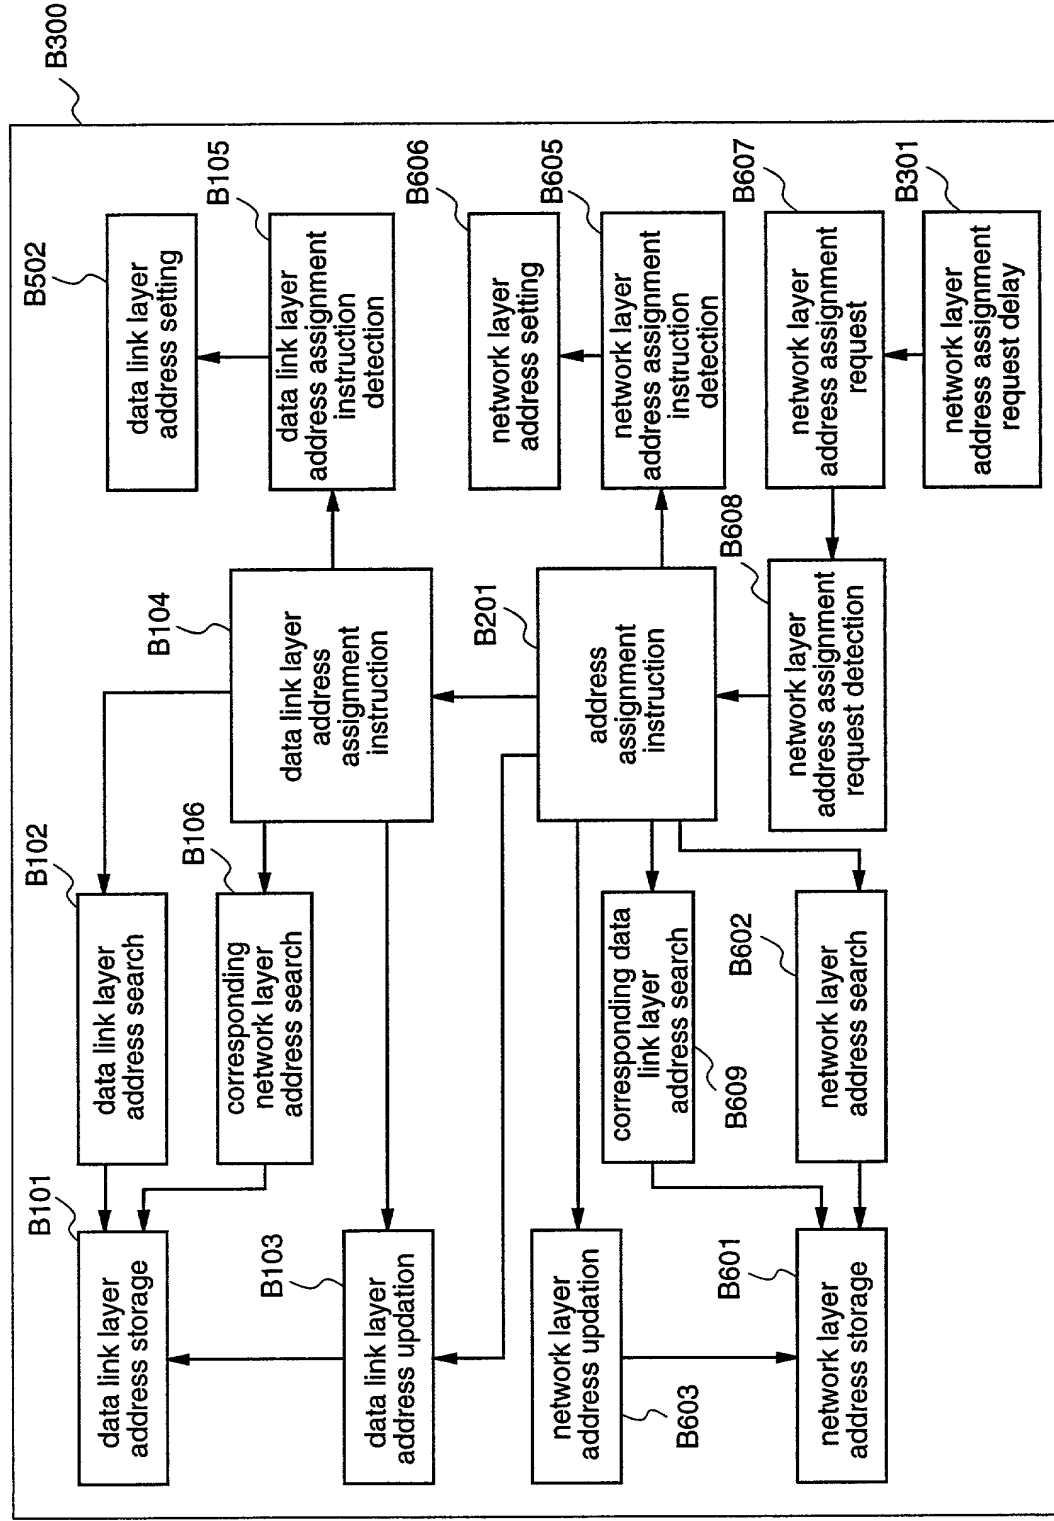 B300
B101
data link layer
address storage
B102
data link layer
address search
B502
data link layer
address setting
B104
data link layer
address
assignment
instruction
B105
data link layer
address assignment
instruction
detection
B106
corresponding
network layer
address search
B103
data link layer
address updation
B606
network layer
address setting
B201
address
assignment
instruction
B605
network layer
address assignment
instruction
detection
network layer
address updation
B603
corresponding data
link layer
address search
B609
B608
network layer
address assignment
request detection
B607
network layer
address assignment
request
B601
network layer
address storage
B602
network layer
address search
B301
network layer
address assignment
request delay